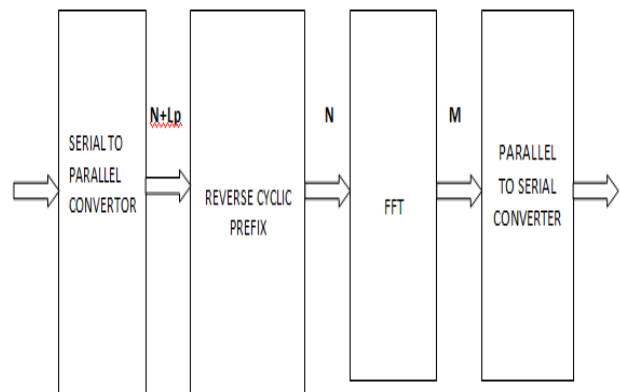 SERIAL TO
PARALLEL
CONVERTOR
N+Lp
REVERSE CYCLIC
PREFIX
N
FFT
M
PARALLEL
TO SERIAL
CONVERTER